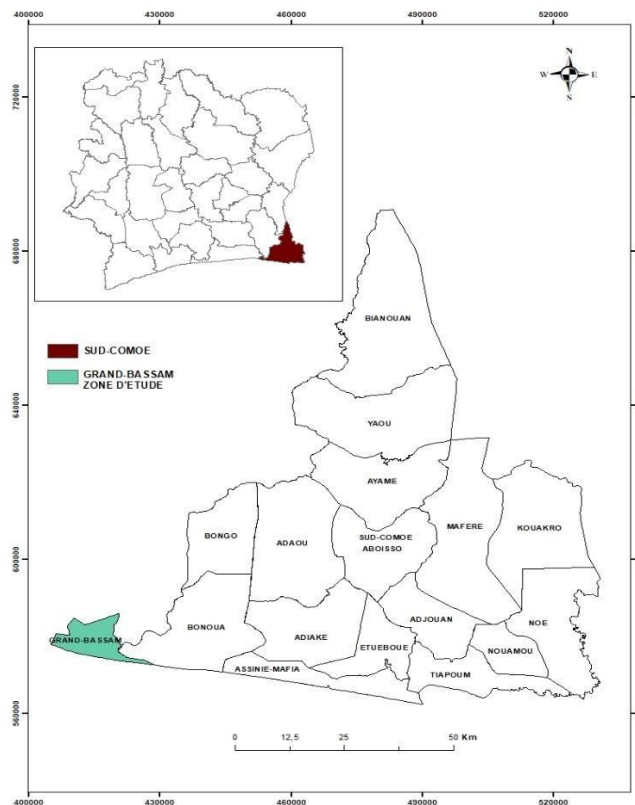 400000 430000 460000 490000 520000
720000
680000
640000
600000
560000
N
W E
S
SUD-COMOE
GRAND-BASSAM
ZONE D'ETUDE
BIANOUAN
YAOU
AYAME
MAFERE
KOUAKRO
BONGO
ADAOU
SUD-COMOE
ABOISSO
GRAND-BASSAM
BONOUA
ADIAKE
ETUEBOUE
ADJOUAN
NOE
NOUAMOU
ASSINIE-MAFIA
TIAPOUM
0 12,5 25 50 Km
400000 430000 460000 490000 520000